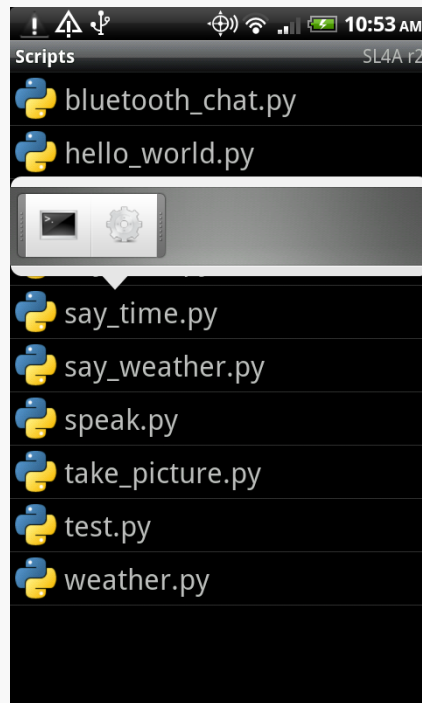 10:53 AM
Scripts SL4A r2
bluetooth_chat.py
hello_world.py
say_time.py
say_weather.py
speak.py
take_picture.py
test.py
weather.py